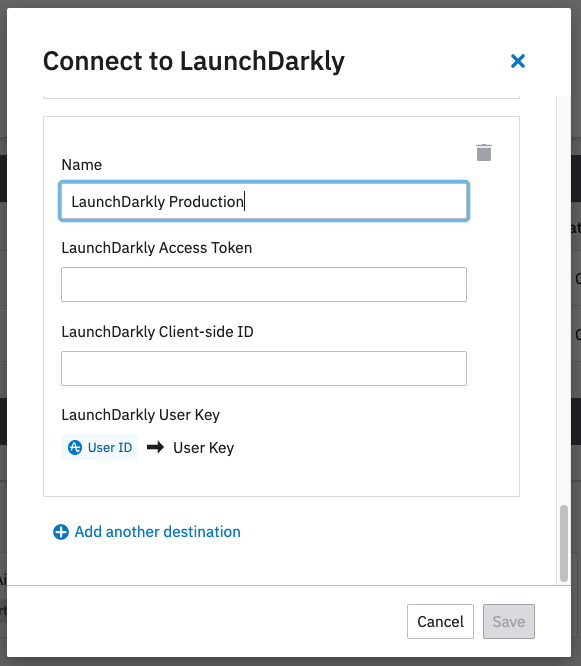 Connect to LaunchDarkly
Name
LaunchDarkly Production
LaunchDarkly Access Token
LaunchDarkly Client-side ID
LaunchDarkly User Key
User ID
User Key
Add another destination
Cancel
Save